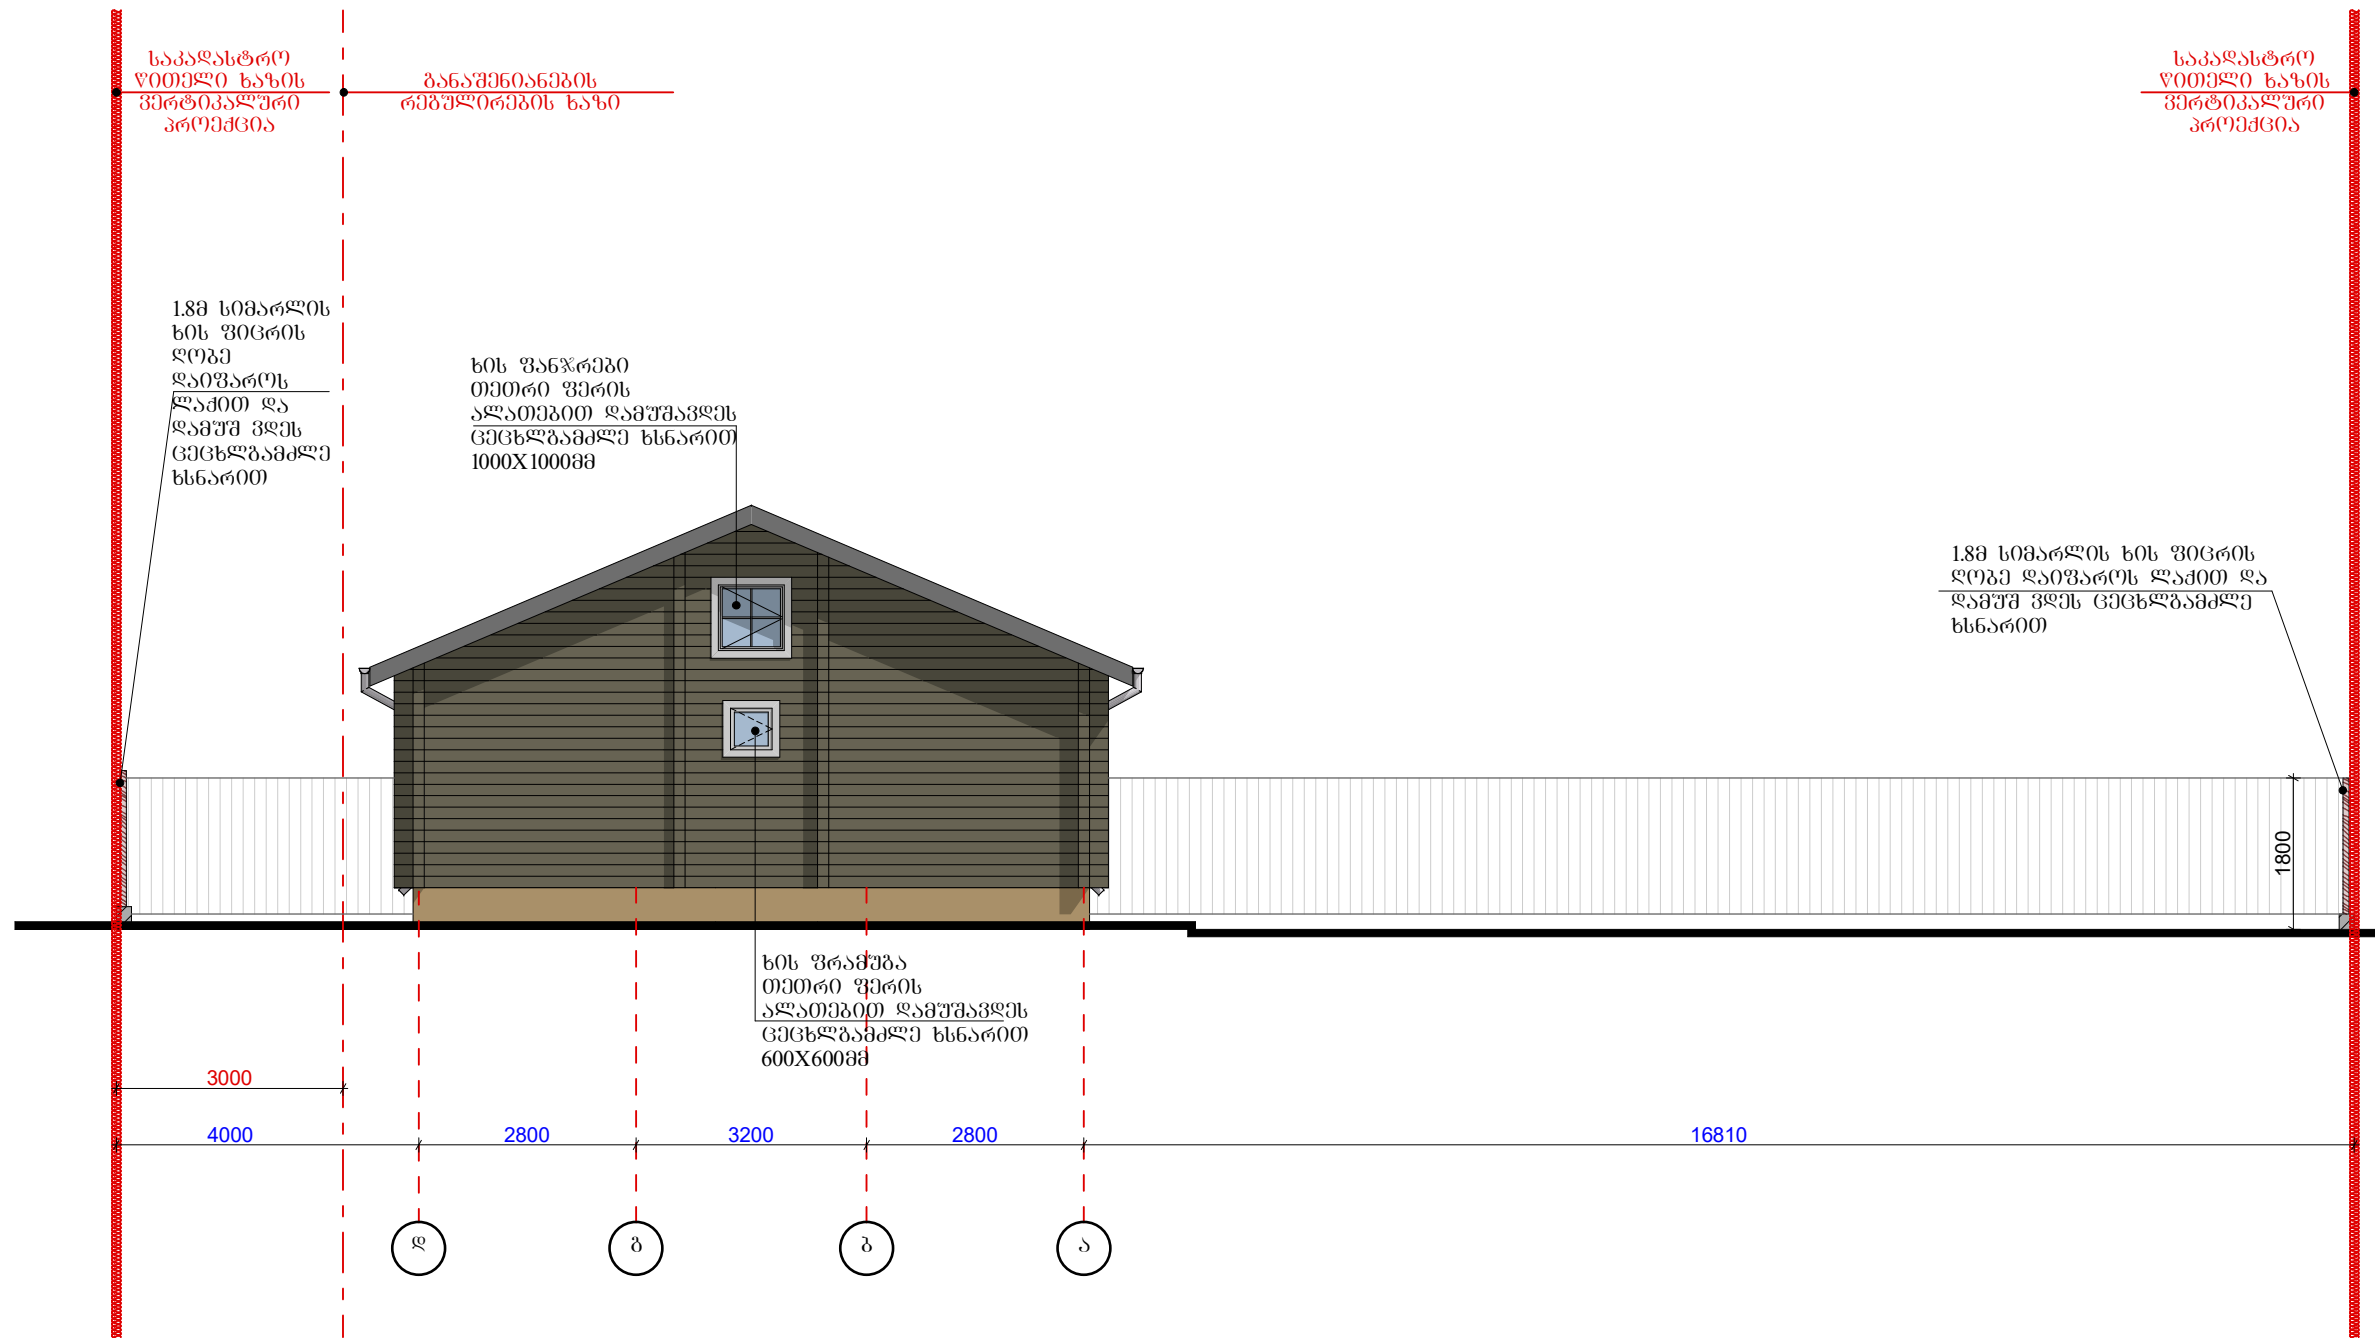 საკადასტრო
წითელი ხაზის
ვერტიკალური
პროექცია
განაშენიანების
რეგულირების ხაზი
საკადასტრო
წითელი ხაზის
ვერტიკალური
პროექცია
1.8მ სიმარლის
ხის ფიცრის
ღობე
დაიფაროს
ლაქით და
დამუშ ვდეს
ცეცხლგამძლე
ხსნარით
ხის ფანჯრები
თეთრი ფერის
ალათებით დამუშავდეს
ცეცხლგამძლე ხსნარით
1000X1000მმ
1.8მ სიმარლის ხის ფიცრის
ღობე დაიფაროს ლაქით და
დამუშ ვდეს ცეცხლგამძლე
ხსნარით
1800
ხის ფრამუგა
თეთრი ფერის
ალათებით დამუშავდეს
ცეცხლგამძლე ხსნარით
600X600მმ
3000
4000 2800 3200 2800 16810
დ გ ბ ა